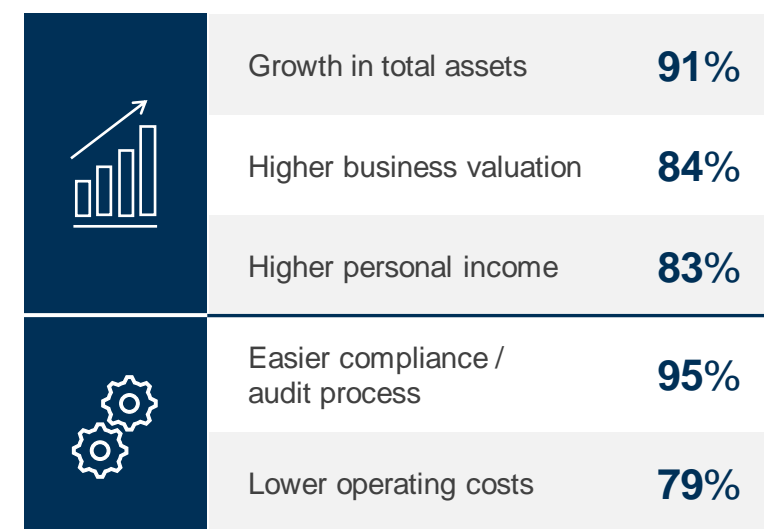 Growth in total assets 91%
Higher business valuation 84%
Higher personal income 83%
Easier compliance /
audit process 95%
Lower operating costs 79%